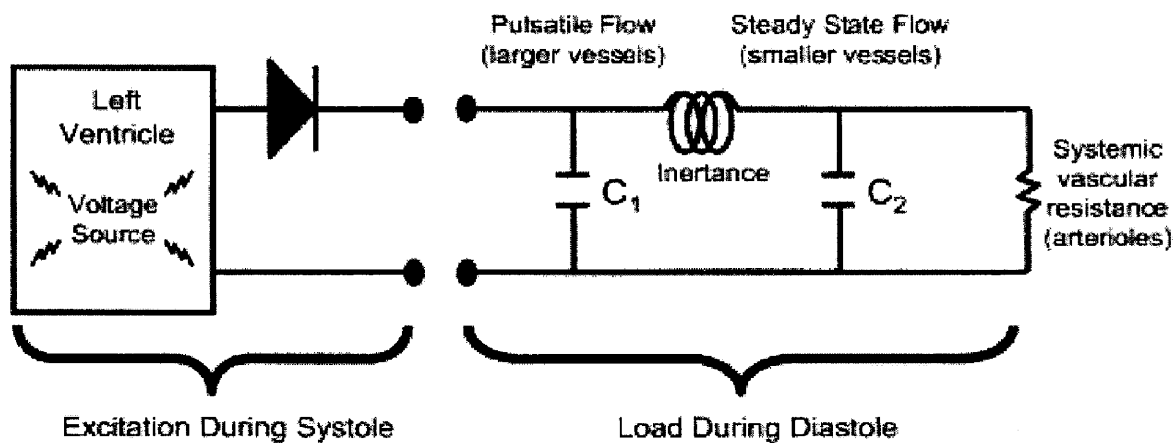 Pulsatile Flow
(larger vessels)
Steady State Flow
(smaller vessels)
Left
Ventricle
Voltage
Source
C1
Inertance
C2
Systemic
vascular
resistance
(arterioles)
Excitation During Systole
Load During Diastole